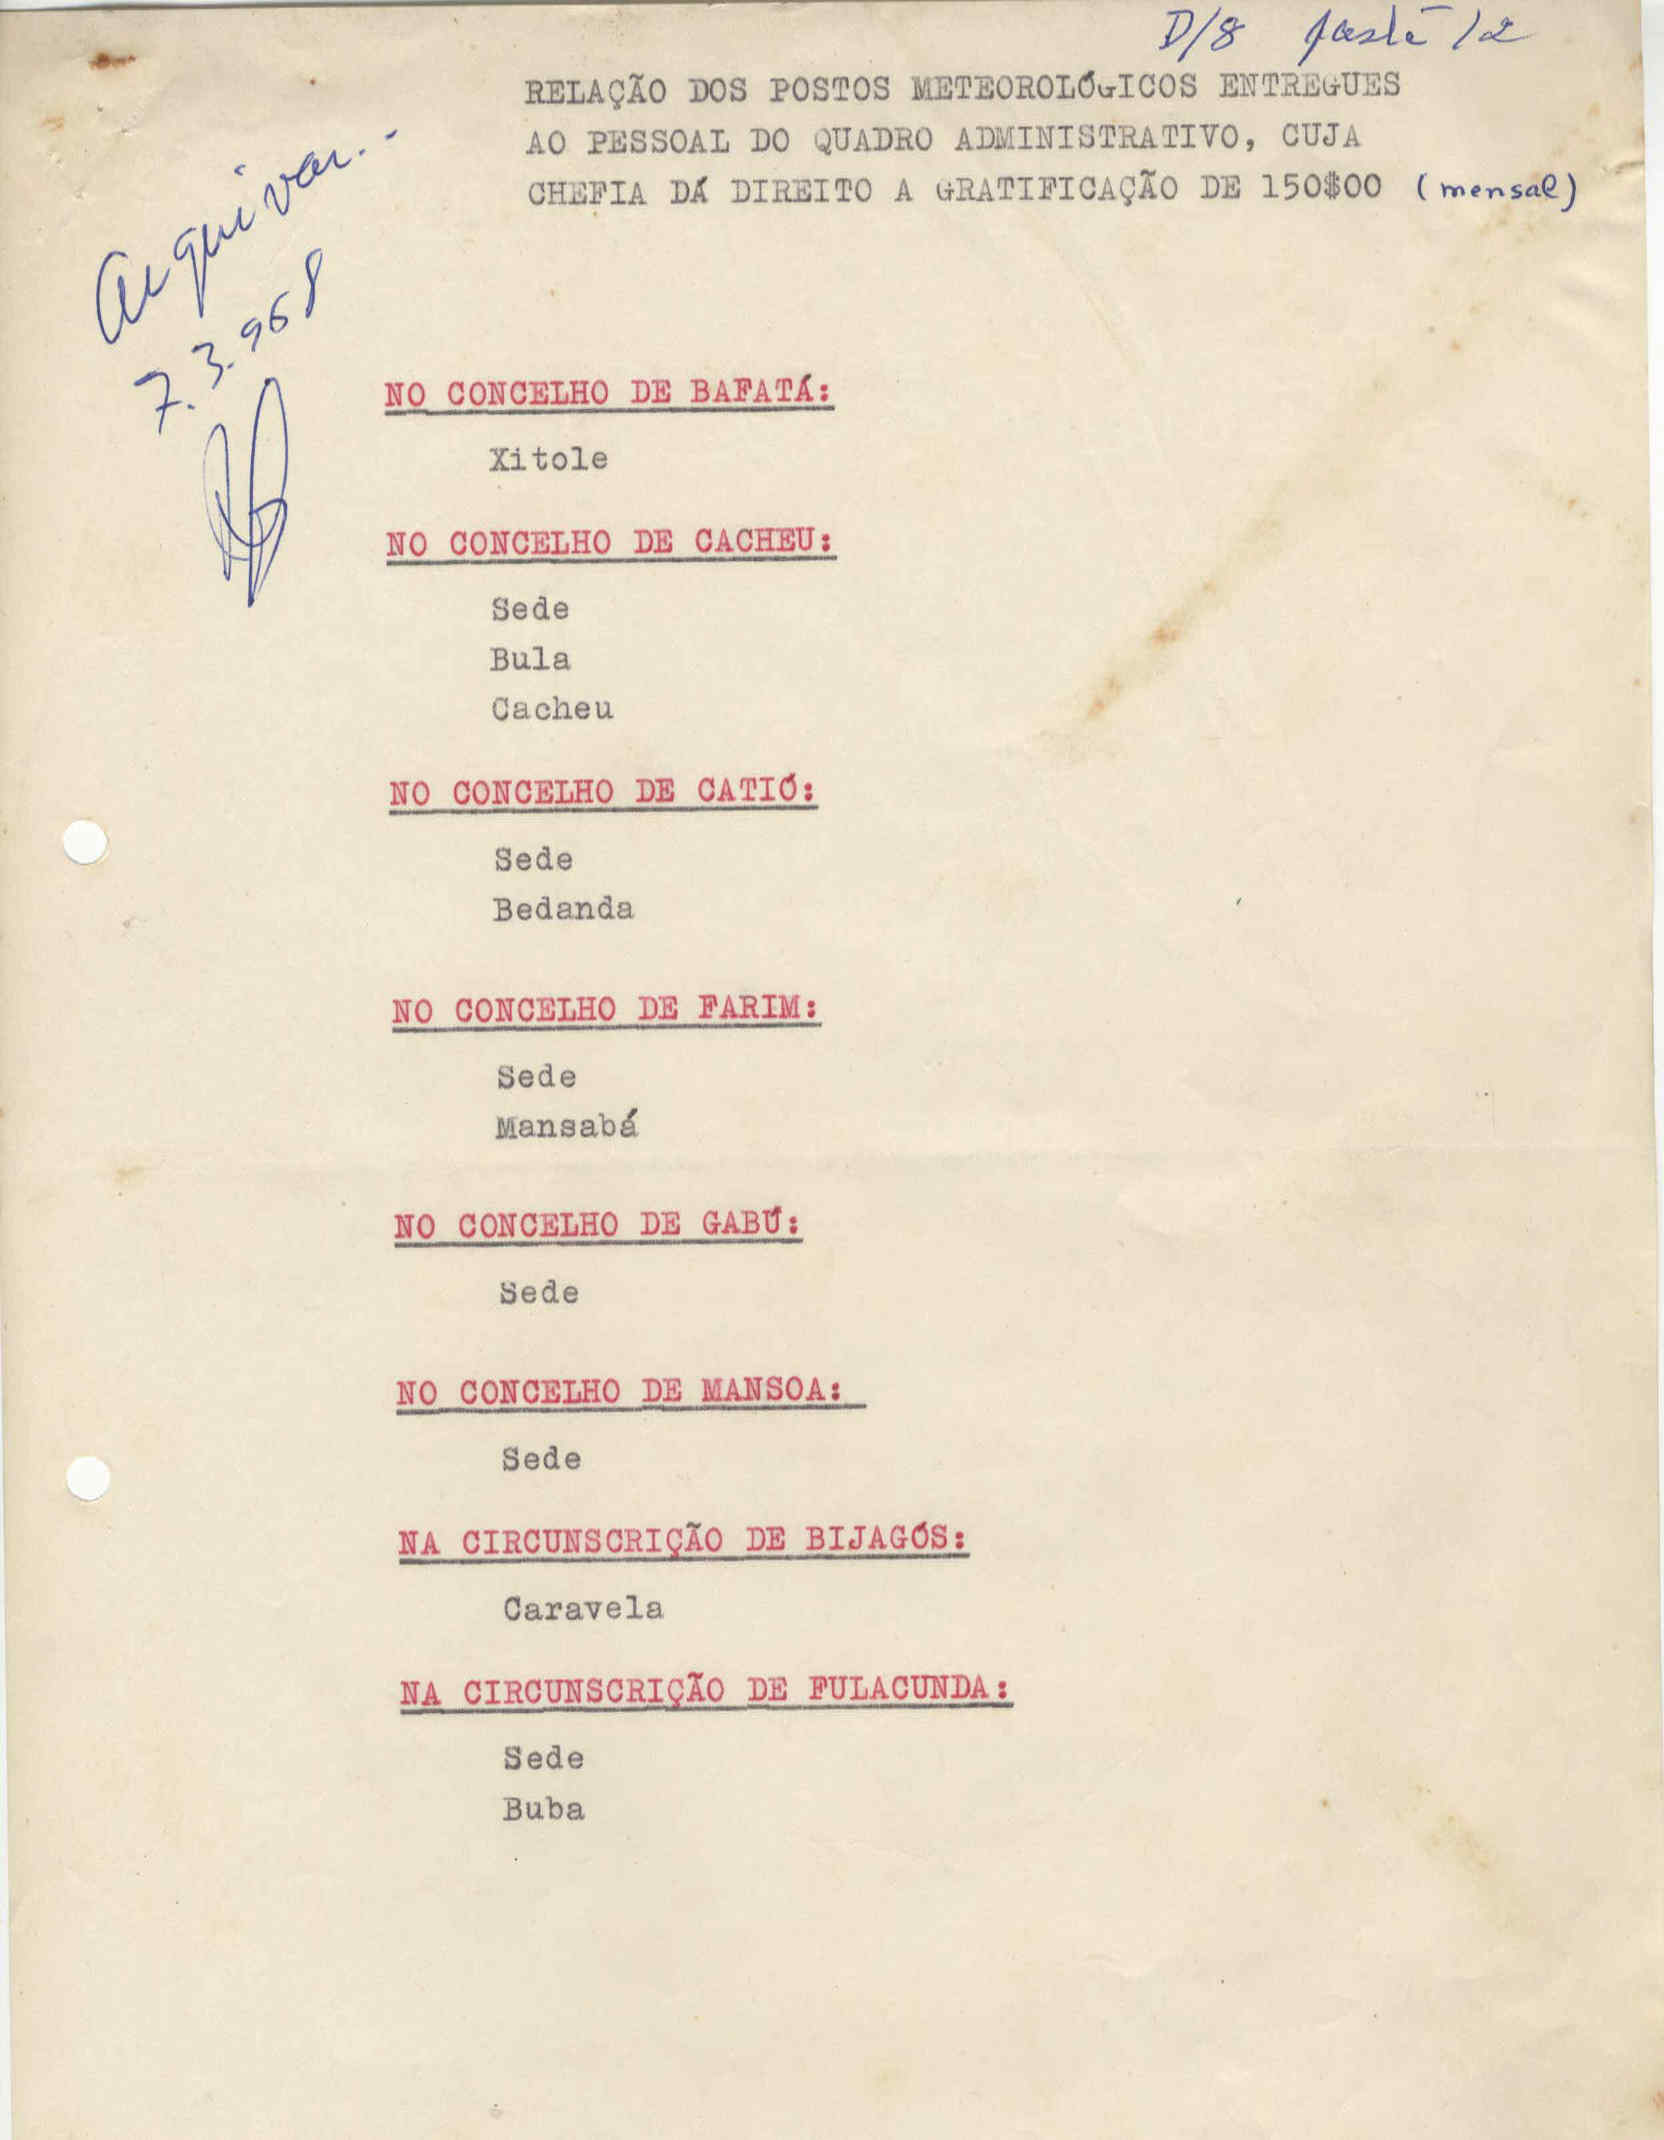 D/8 pasta 12
RELAÇÃO DOS POSTOS METEOROLÓGICOS ENTREGUES
AO PESSOAL DO QUADRO ADMINISTRATIVO, CUJA
CHEFIA DÁ DIREITO A GRATIFICAÇÃO DE 150$00 (mensal)
Arquivar.-
7.3.968
NO CONCELHO DE BAFATÁ:
Xitole
NO CONCELHO DE CACHEU:
Sede
Bula
Cacheu
NO CONCELHO DE CATIÓ:
Sede
Bedanda
NO CONCELHO DE FARIM:
Sede
Mansabá
NO CONCELHO DE GABÚ:
Sede
NO CONCELHO DE MANSOA:
Sede
NA CIRCUNSCRIÇÃO DE BIJAGÓS:
Caravela
NA CIRCUNSCRIÇÃO DE FULACUNDA:
Sede
Buba